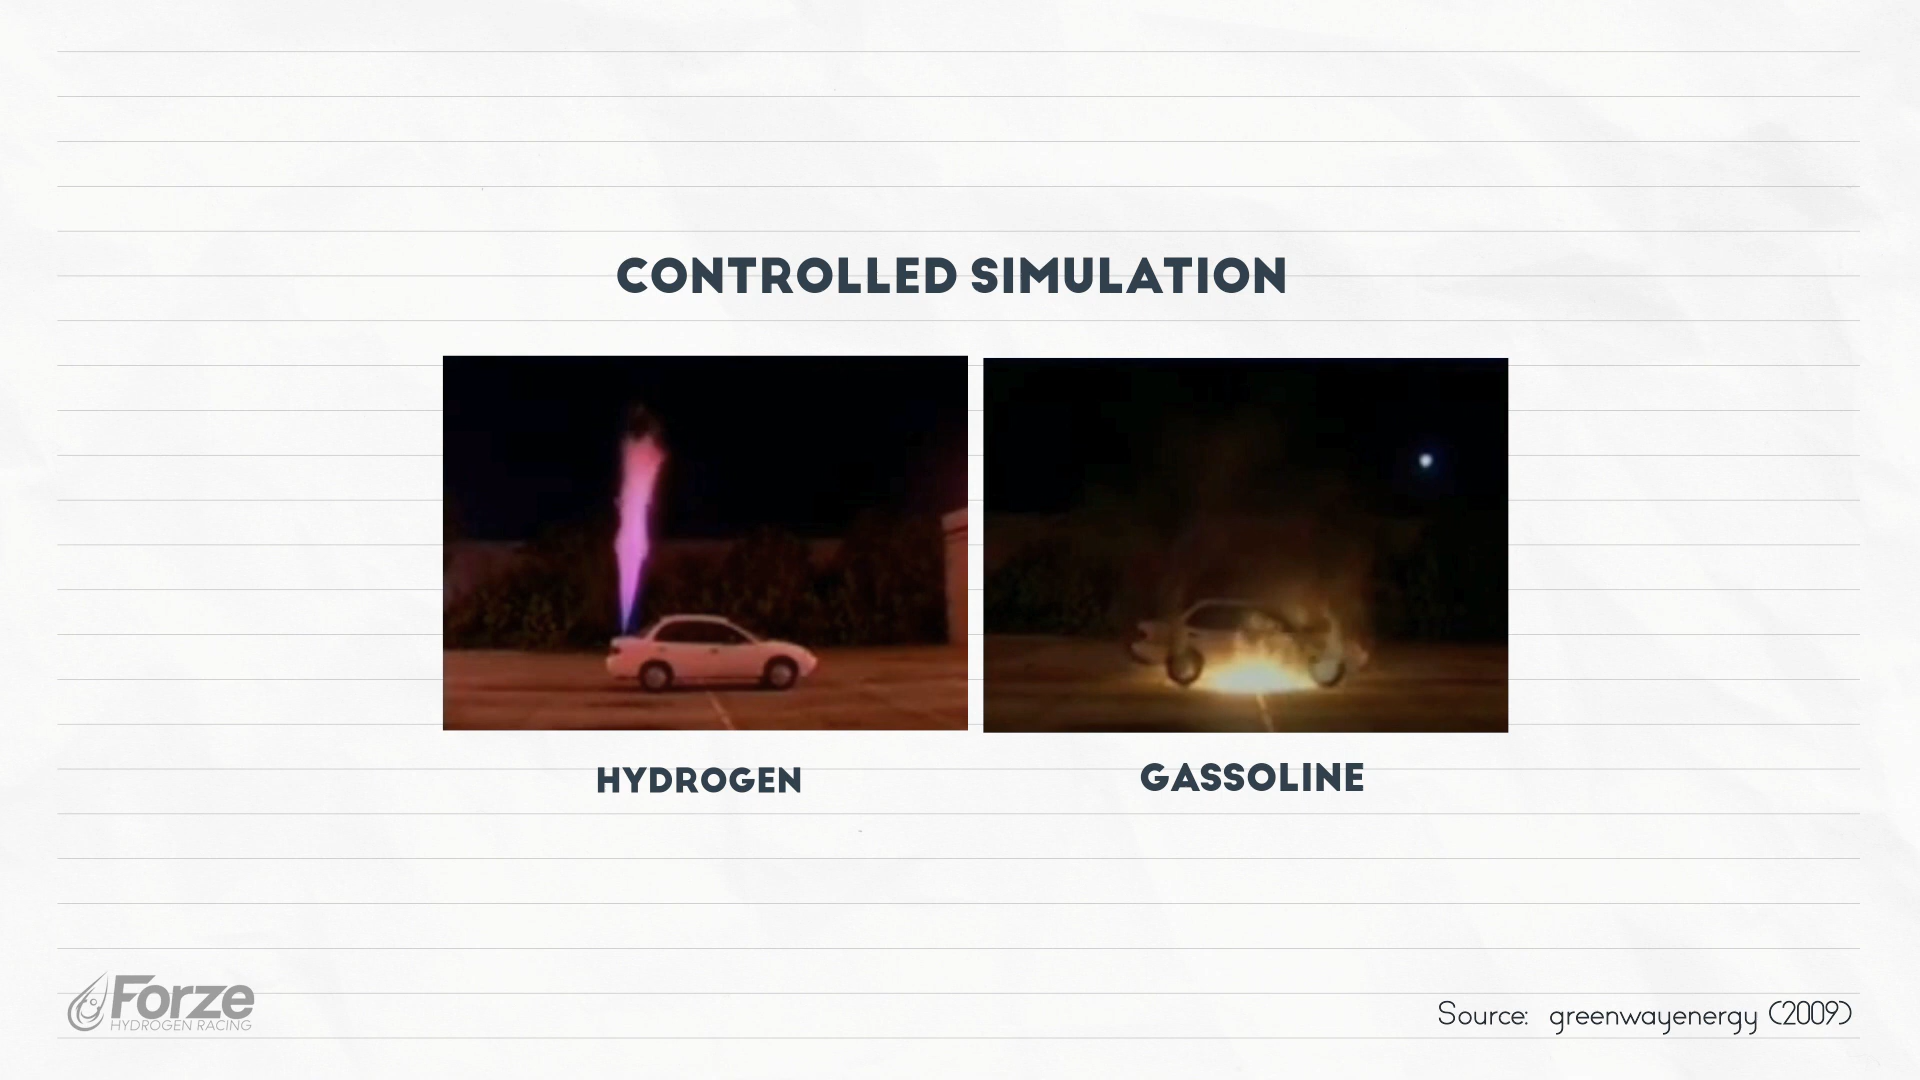 CONTROLLED SIMULATION
HYDROGEN
GASSOLINE
Forze
HYDROGEN RACING
Source: greenwayenergy (2009)